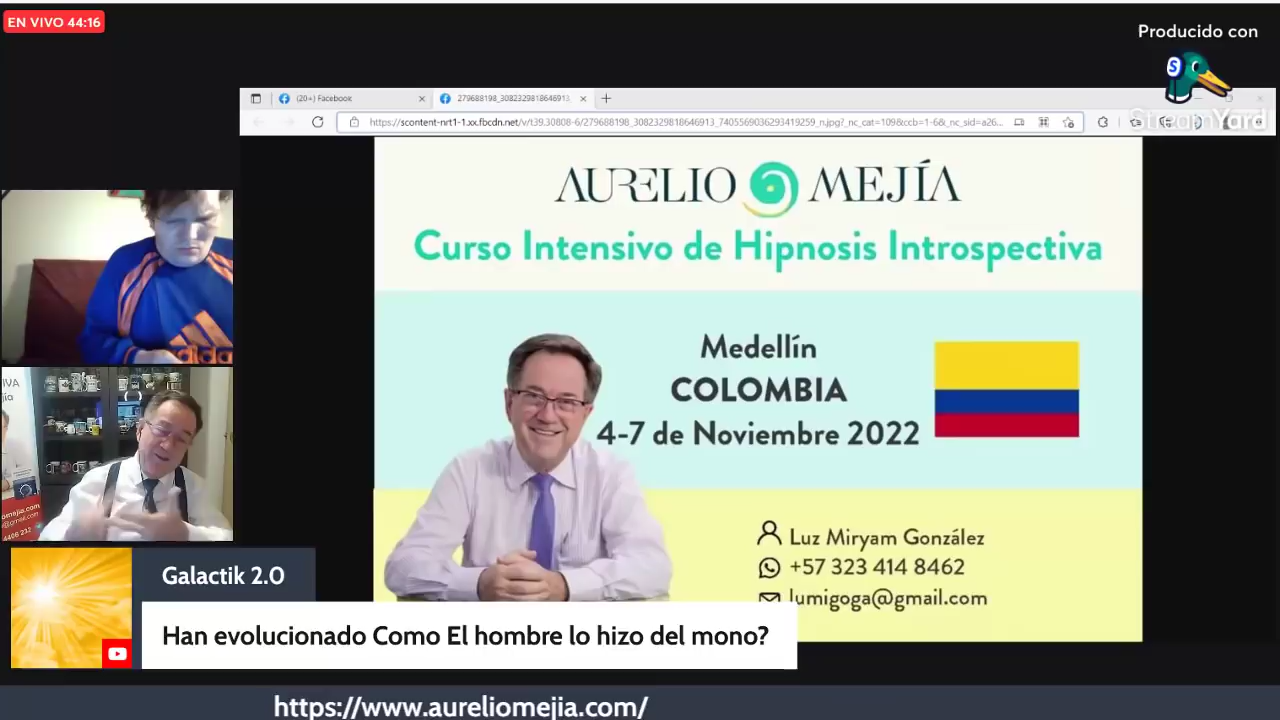 EN VIVO 44:16
Producido con
S
StreamYard
(20+) Facebook
279688198_3082329818646913_
https://scontent-nrt1-1.xx.fbcdn.net/v/t39.30808-6/279688198_3082329818646913_7405569036293419259_n.jpg?_nc_cat=109&ccb=1-6&_nc_sid=a26...
AURELIO MEJÍA
Curso Intensivo de Hipnosis Introspectiva
Medellín
COLOMBIA
4-7 de Noviembre 2022
Luz Miryam González
+57 323 414 8462
lumigoga@gmail.com
adidas
Galactik 2.0
Han evolucionado Como El hombre lo hizo del mono?
https://www.aureliomejia.com/